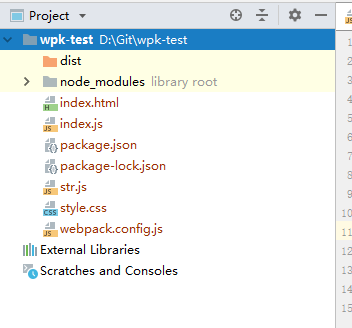 Project
wpk-test D:\Git\wpk-test
dist
node_modules library root
index.html
index.js
package.json
package-lock.json
str.js
style.css
webpack.config.js
External Libraries
Scratches and Consoles
1
2
3
4
5
6
7
8
9
10
11
12
13
14
15